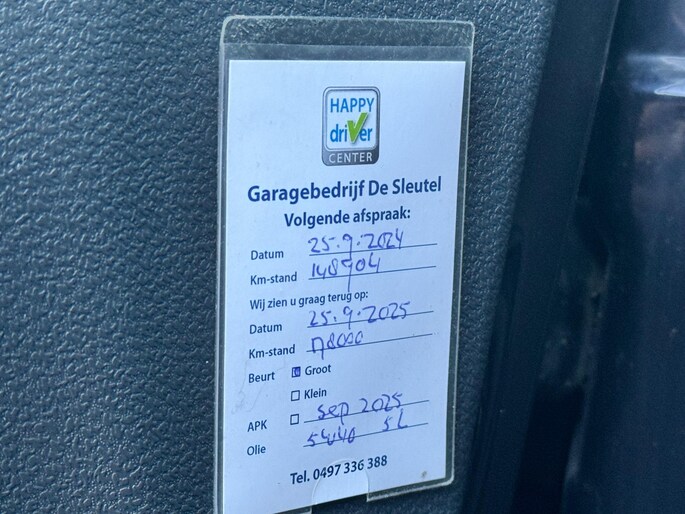 HAPPY
driver
CENTER
Garagebedrijf De Sleutel
Volgende afspraak:
Datum 25.9.2024
Km-stand 148904
Wij zien u graag terug op:
Datum 25.9.2025
Km-stand
Beurt Groot
Klein
APK Sep 2025
Olie 5W40 5L
Tel. 0497 336 388